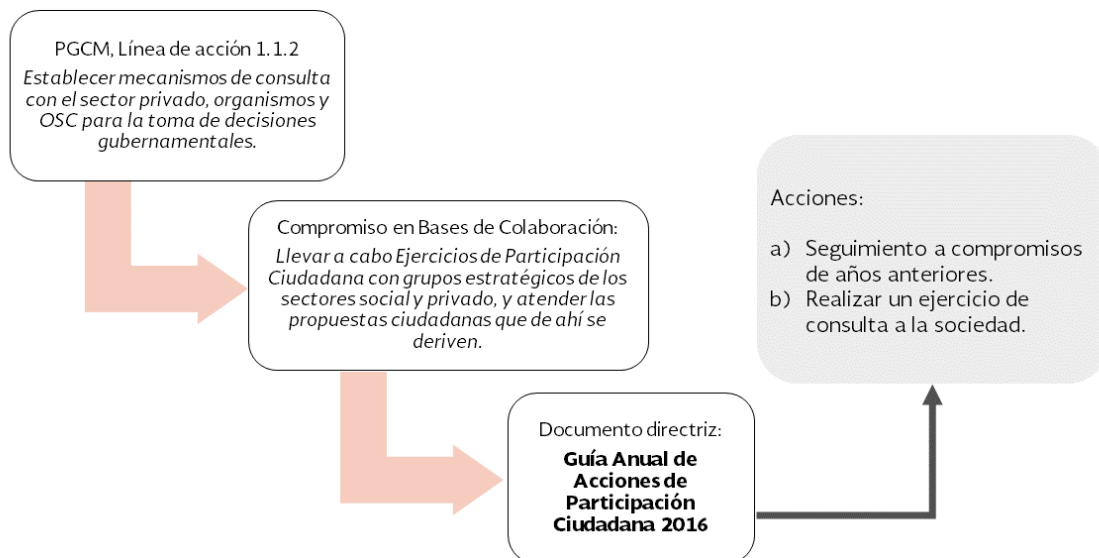 PGCM, Línea de acción 1.1.2
Establecer mecanismos de consulta
con el sector privado, organismos y
OSC para la toma de decisiones
gubernamentales.
Compromiso en Bases de Colaboración:
Llevar a cabo Ejercicios de Participación
Ciudadana con grupos estratégicos de los
sectores social y privado, y atender las
propuestas ciudadanas que de ahí se
deriven.
Documento directriz:
Guía Anual de
Acciones de
Participación
Ciudadana 2016
Acciones:
a) Seguimiento a compromisos
de años anteriores.
b) Realizar un ejercicio de
consulta a la sociedad.